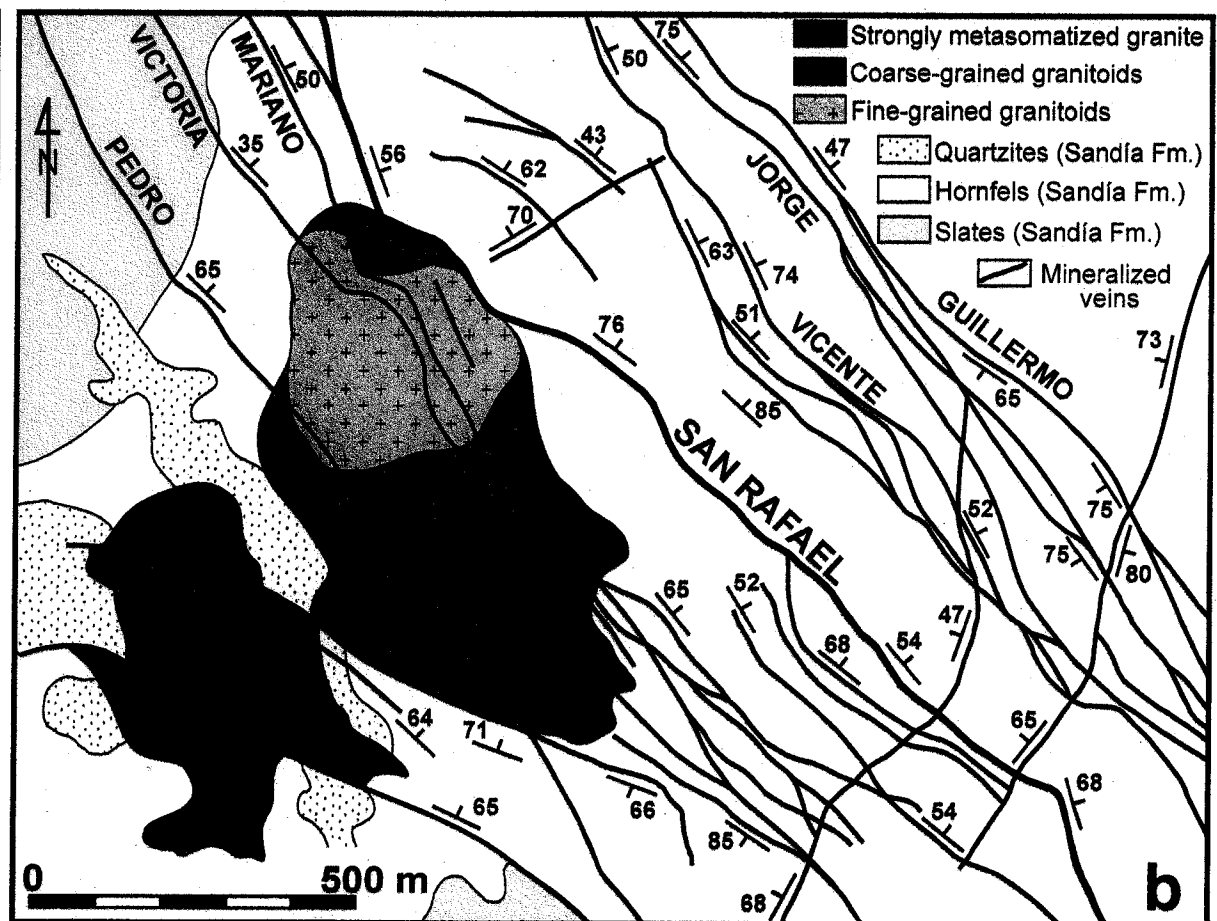 Strongly metasomatized granite
Coarse-grained granitoids
Fine-grained granitoids
Quartzites (Sandía Fm.)
Hornfels (Sandía Fm.)
Slates (Sandía Fm.)
Mineralized
veins
N
VICTORIA
MARIANO
PEDRO
JORGE
GUILLERMO
VICENTE
SAN RAFAEL
50
35
56
65
43
62
70
50
75
47
63
74
51
76
85
65
73
75
52
75
80
65
52
68
54
47
64
71
65
66
85
54
65
68
68
0
500 m
b